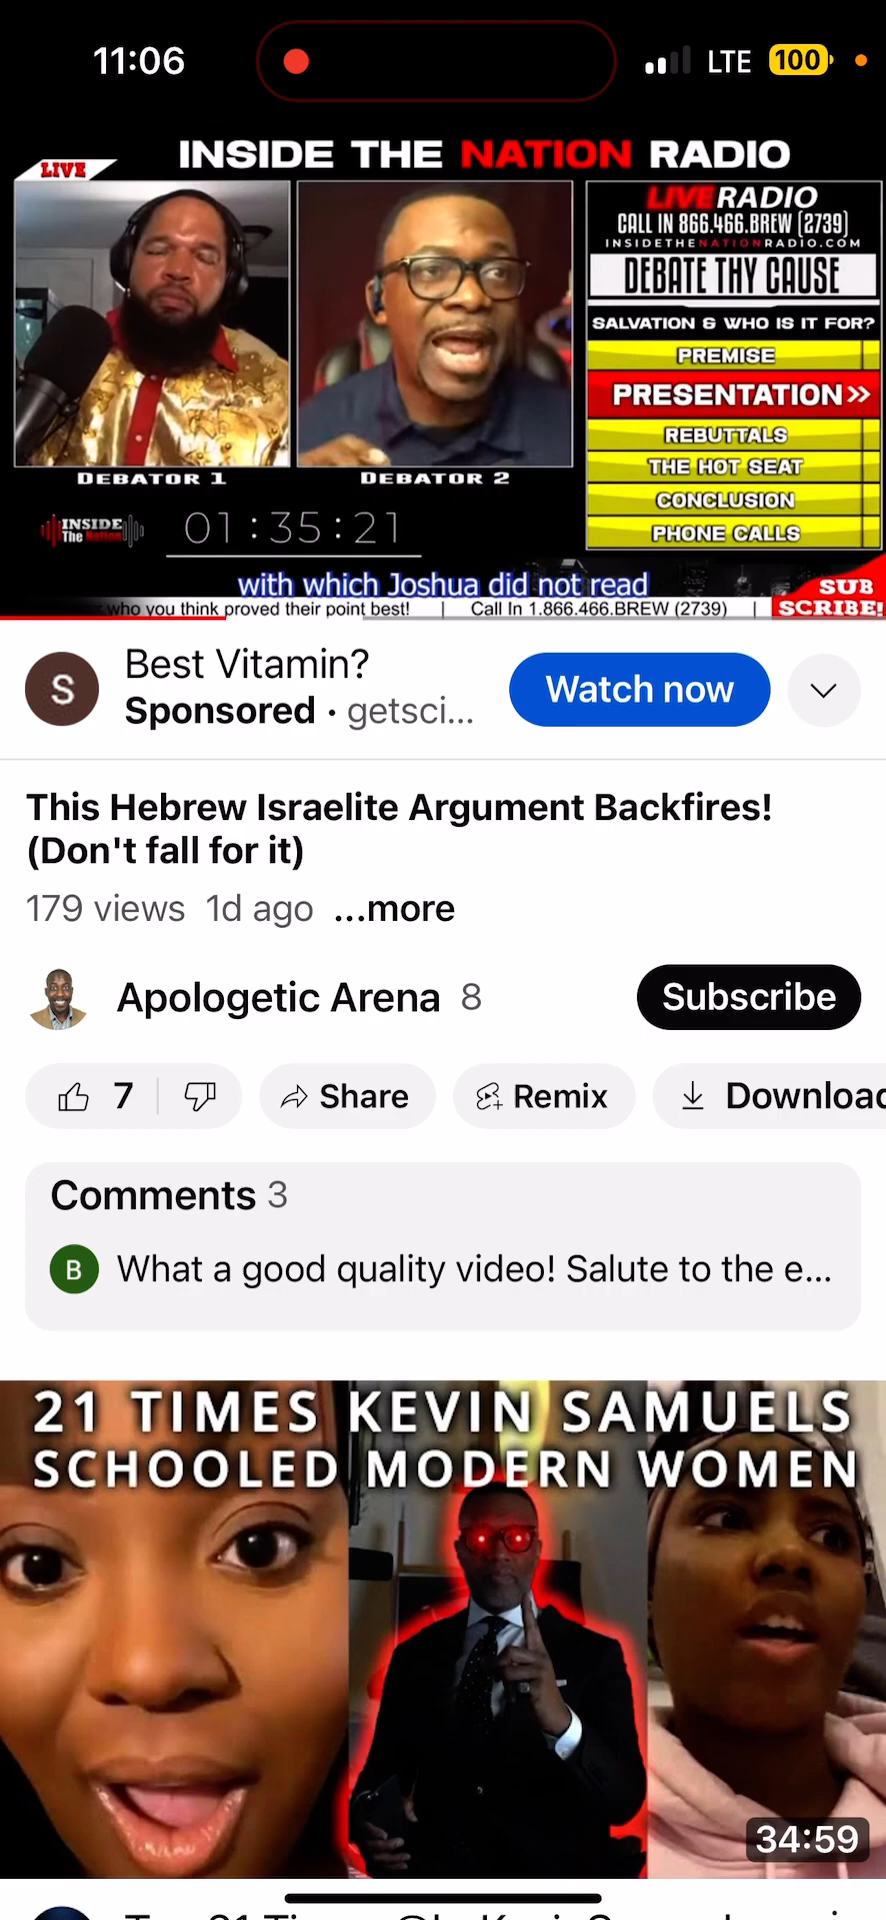 11:06
LTE
100
LIVE
INSIDE THE NATION RADIO
LIVE RADIO
CALL IN 866.466.BREW (2739)
INSIDETHENATIONRADIO.COM
DEBATE THY CAUSE
SALVATION & WHO IS IT FOR?
PREMISE
PRESENTATION»
REBUTTALS
THE HOT SEAT
CONCLUSION
PHONE CALLS
DEBATOR 1
DEBATOR 2
INSIDE
The Nation
01:35:21
with which Joshua did not read
who you think proved their point best! | Call In 1.866.466.BREW (2739) |
SUB
SCRIBE!
S
Best Vitamin?
Sponsored · getsci...
Watch now
This Hebrew Israelite Argument Backfires!
(Don't fall for it)
179 views 1d ago ...more
Apologetic Arena 8
Subscribe
7
Share
Remix
Download
Comments 3
B
What a good quality video! Salute to the e...
21 TIMES KEVIN SAMUELS
SCHOOLED MODERN WOMEN
34:59